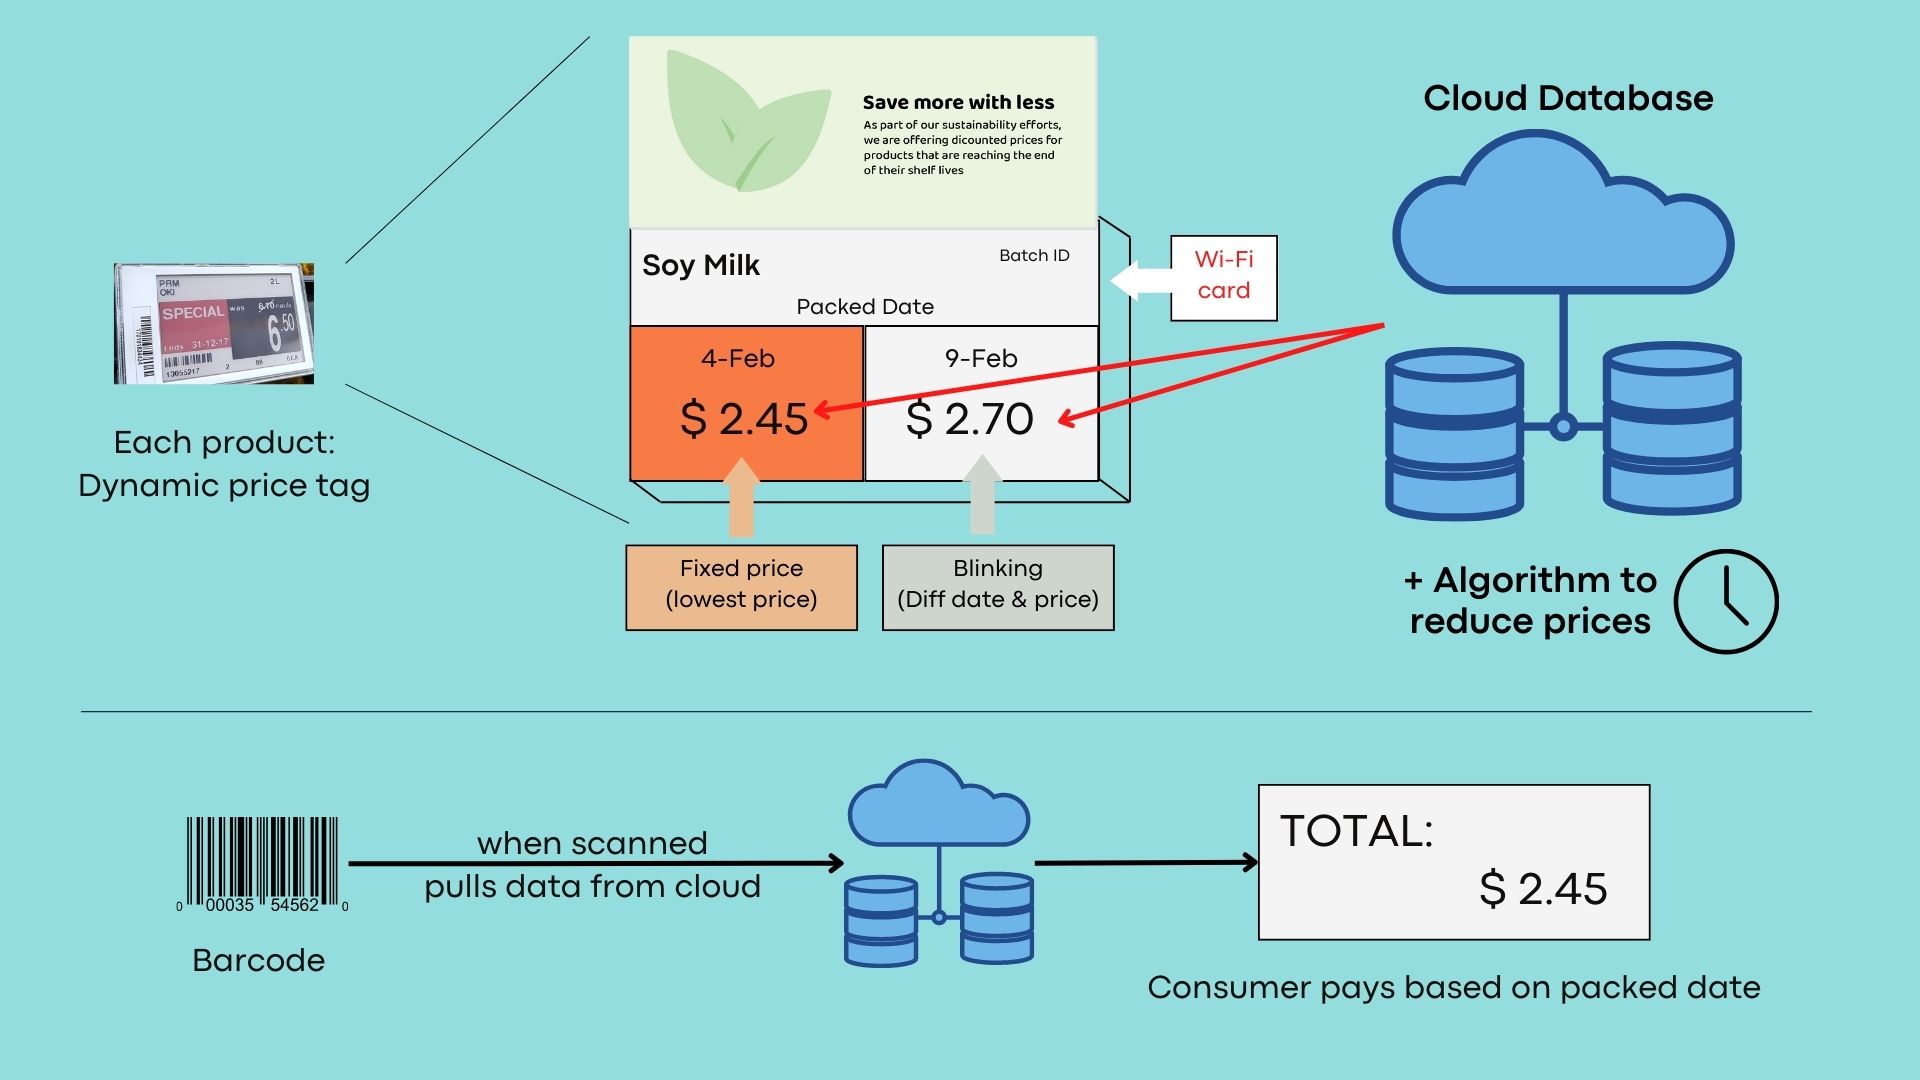 Save more with less
As part of our sustainability efforts,
we are offering dicounted prices for
products that are reaching the end
of their shelf lives
Cloud Database
Soy Milk
Batch ID
Packed Date
Wi-Fi
card
PRM
OKI
2L
SPECIAL
was 8.10 each
6.50
Ends 31-12-17
13055217
2
88
4-Feb
$ 2.45
9-Feb
$ 2.70
Each product:
Dynamic price tag
Fixed price
(lowest price)
Blinking
(Diff date & price)
+ Algorithm to
reduce prices
when scanned
pulls data from cloud
0 00035 54562 0
Barcode
TOTAL:
$ 2.45
Consumer pays based on packed date